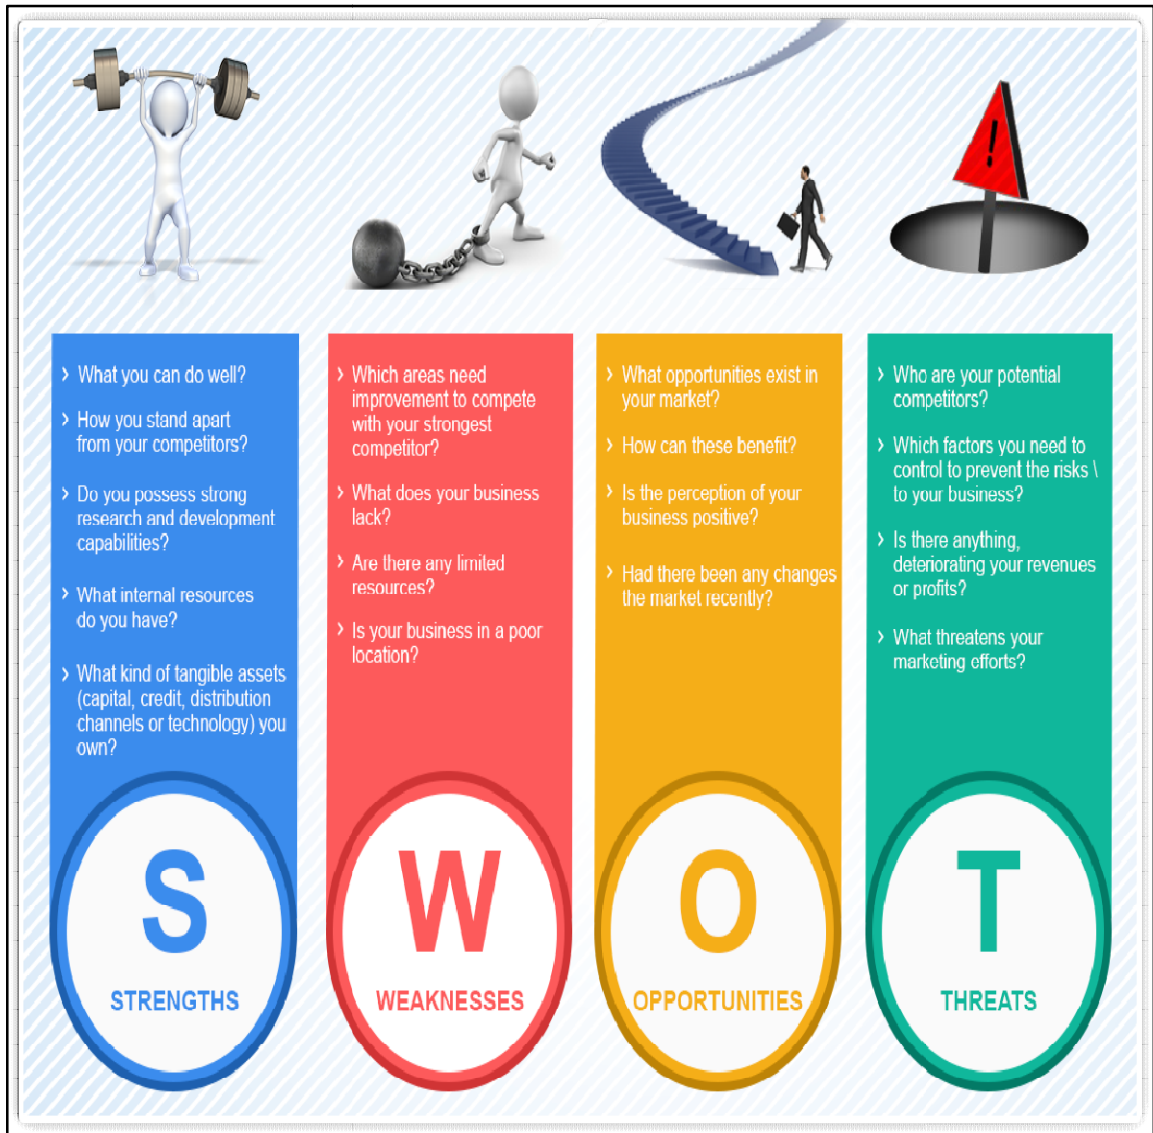 › What you can do well?
› How you stand apart
from your competitors?
› Do you possess strong
research and development
capabilities?
› What internal resources
do you have?
› What kind of tangible assets
(capital, credit, distribution
channels or technology) you
own?
S
STRENGTHS
› Which areas need
improvement to compete
with your strongest
competitor?
› What does your business
lack?
› Are there any limited
resources?
› Is your business in a poor
location?
W
WEAKNESSES
› What opportunities exist in
your market?
› How can these benefit?
› Is the perception of your
business positive?
› Had there been any changes
the market recently?
O
OPPORTUNITIES
!
› Who are your potential
competitors?
› Which factors you need to
control to prevent the risks \
to your business?
› Is there anything,
deteriorating your revenues
or profits?
› What threatens your
marketing efforts?
T
THREATS